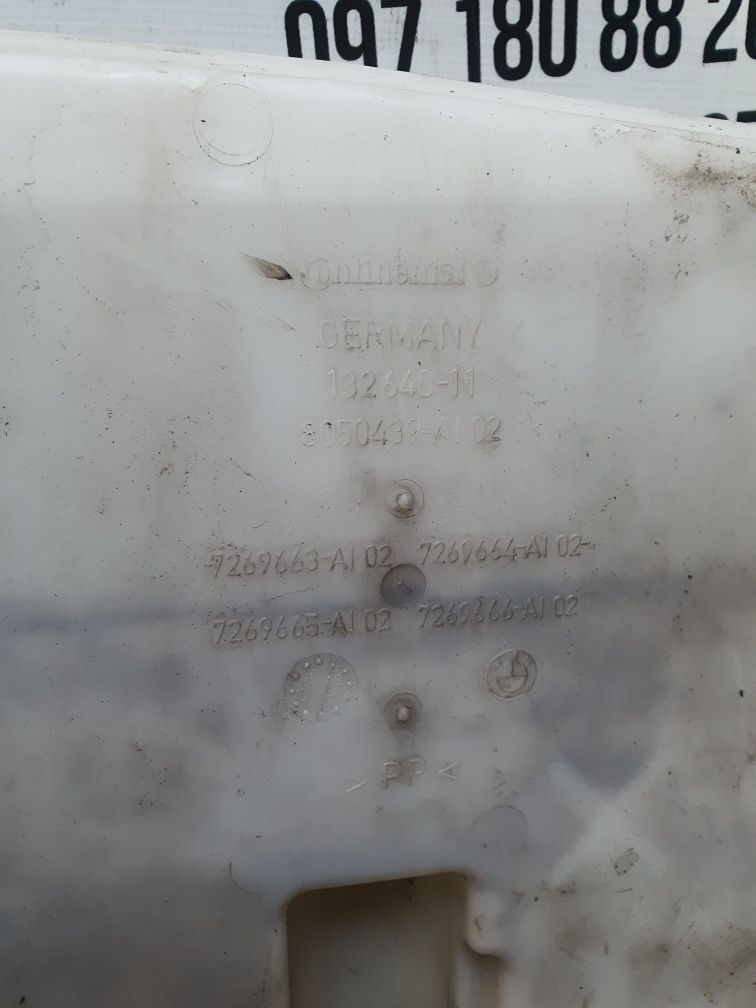 097 180 88 20
Continental
GERMANY
132640-11
8050439-AI 02
7269663-AI 02 7269664-AI 02
7269665-AI 02 7269666-AI 02
> PP <